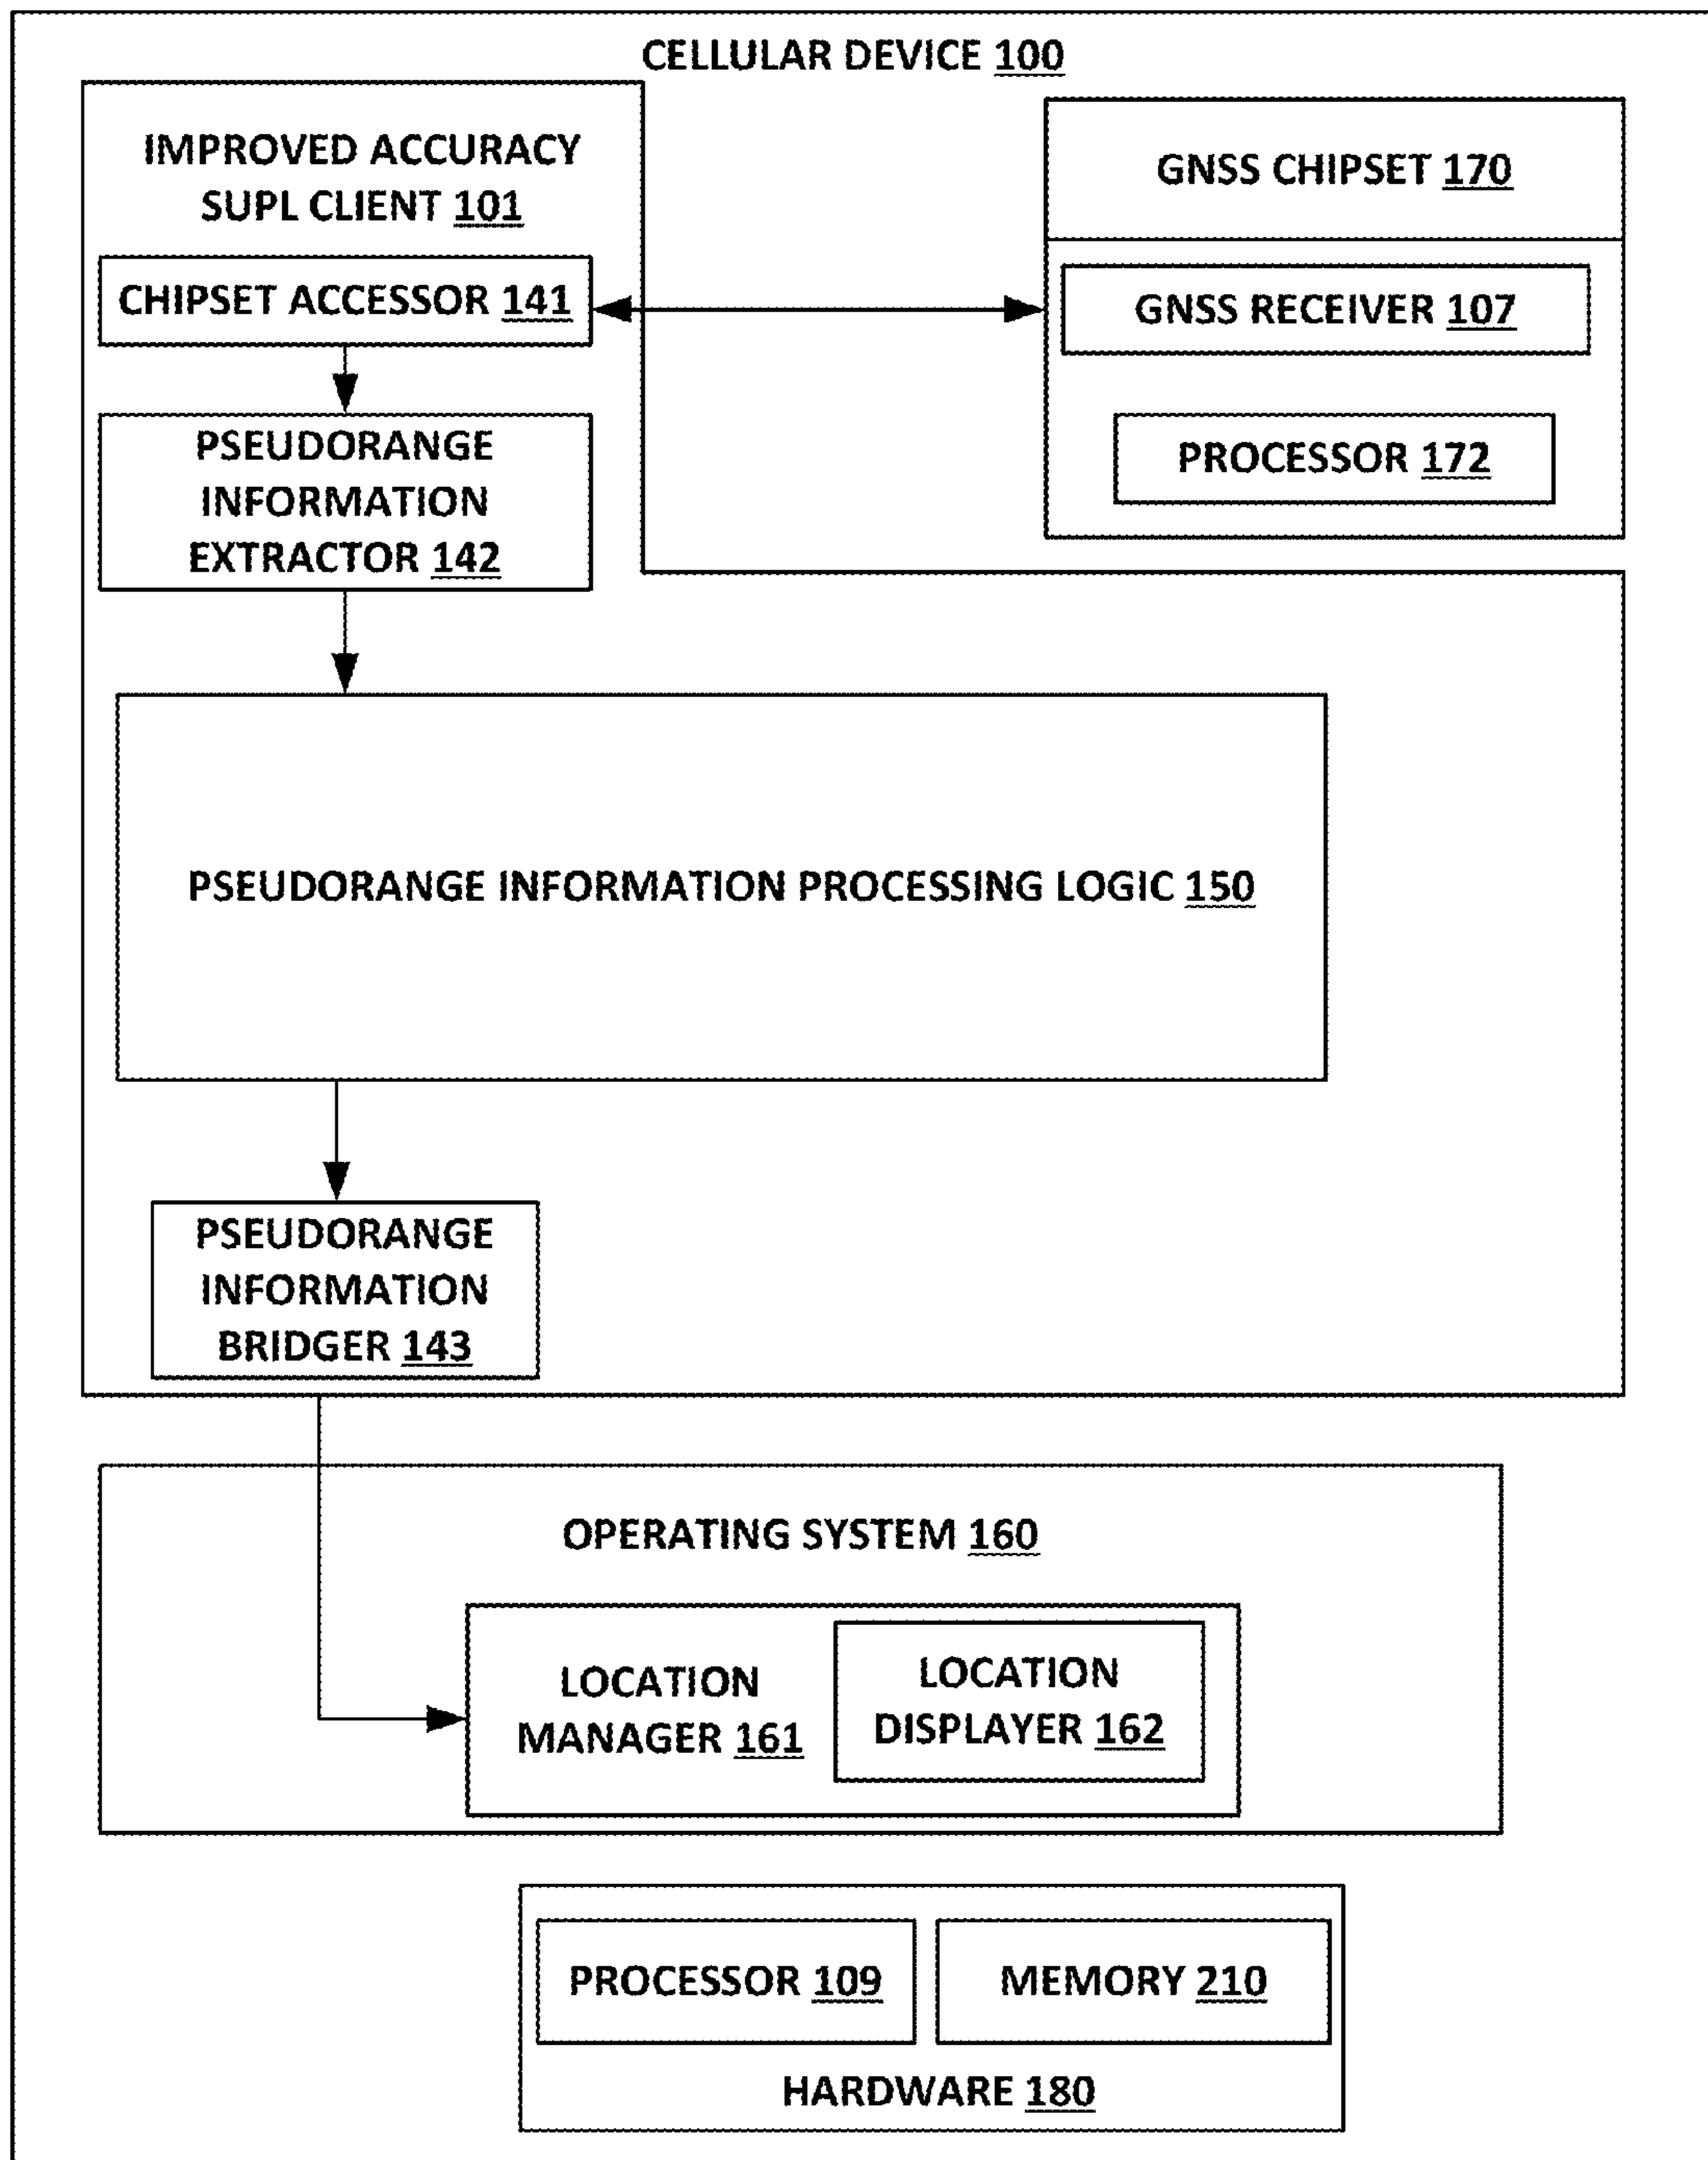 CELLULAR DEVICE 100
IMPROVED ACCURACY
SUPL CLIENT 101
GNSS CHIPSET 170
CHIPSET ACCESSOR 141
GNSS RECEIVER 107
PROCESSOR 172
PSEUDORANGE
INFORMATION
EXTRACTOR 142
PSEUDORANGE INFORMATION PROCESSING LOGIC 150
PSEUDORANGE
INFORMATION
BRIDGER 143
OPERATING SYSTEM 160
LOCATION
MANAGER 161
LOCATION
DISPLAYER 162
PROCESSOR 109
MEMORY 210
HARDWARE 180